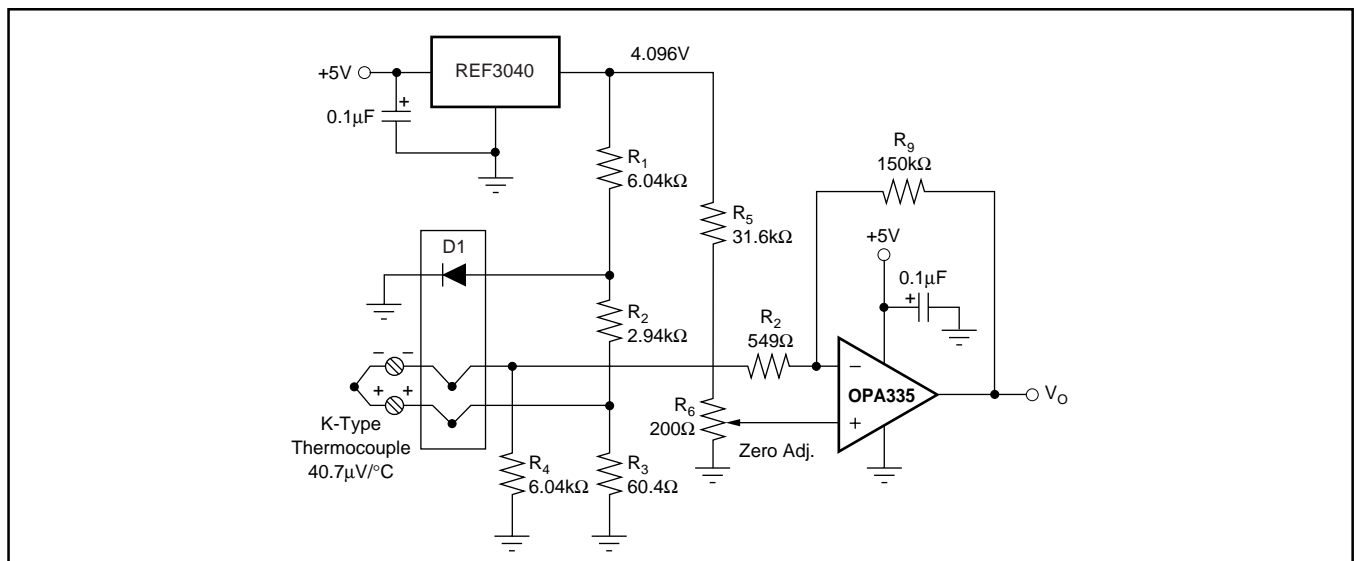 +5V
REF3040
4.096V
0.1μF
+
R1
6.04kΩ
R5
31.6kΩ
R9
150kΩ
+5V
0.1μF
+
D1
R2
2.94kΩ
R2
549Ω
− −
+ +
K-Type
Thermocouple
40.7μV/°C
R4
6.04kΩ
R3
60.4Ω
R6
200Ω
Zero Adj.
−
OPA335
+
VO